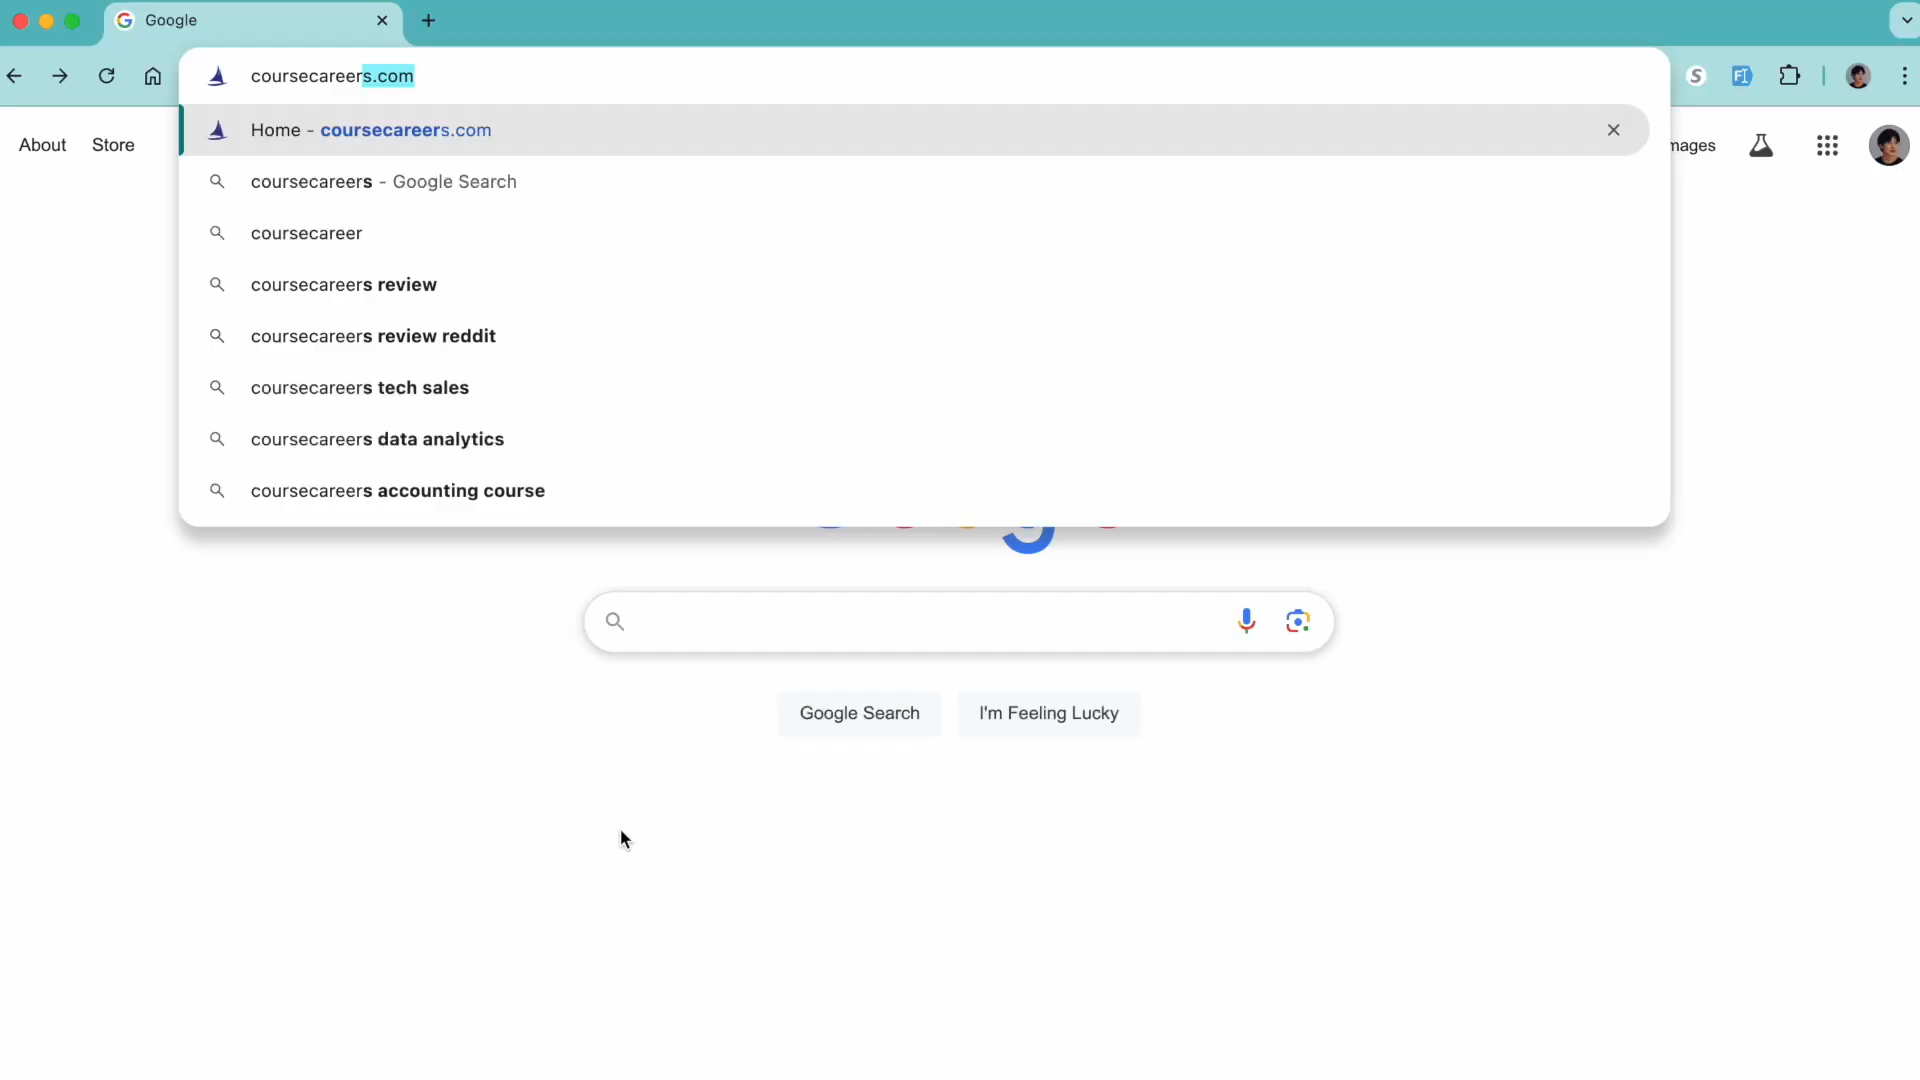 Google
coursecareers.com
Home - coursecareers.com
About
Store
mages
coursecareers - Google Search
coursecareer
coursecareers review
coursecareers review reddit
coursecareers tech sales
coursecareers data analytics
coursecareers accounting course
Google Search
I'm Feeling Lucky